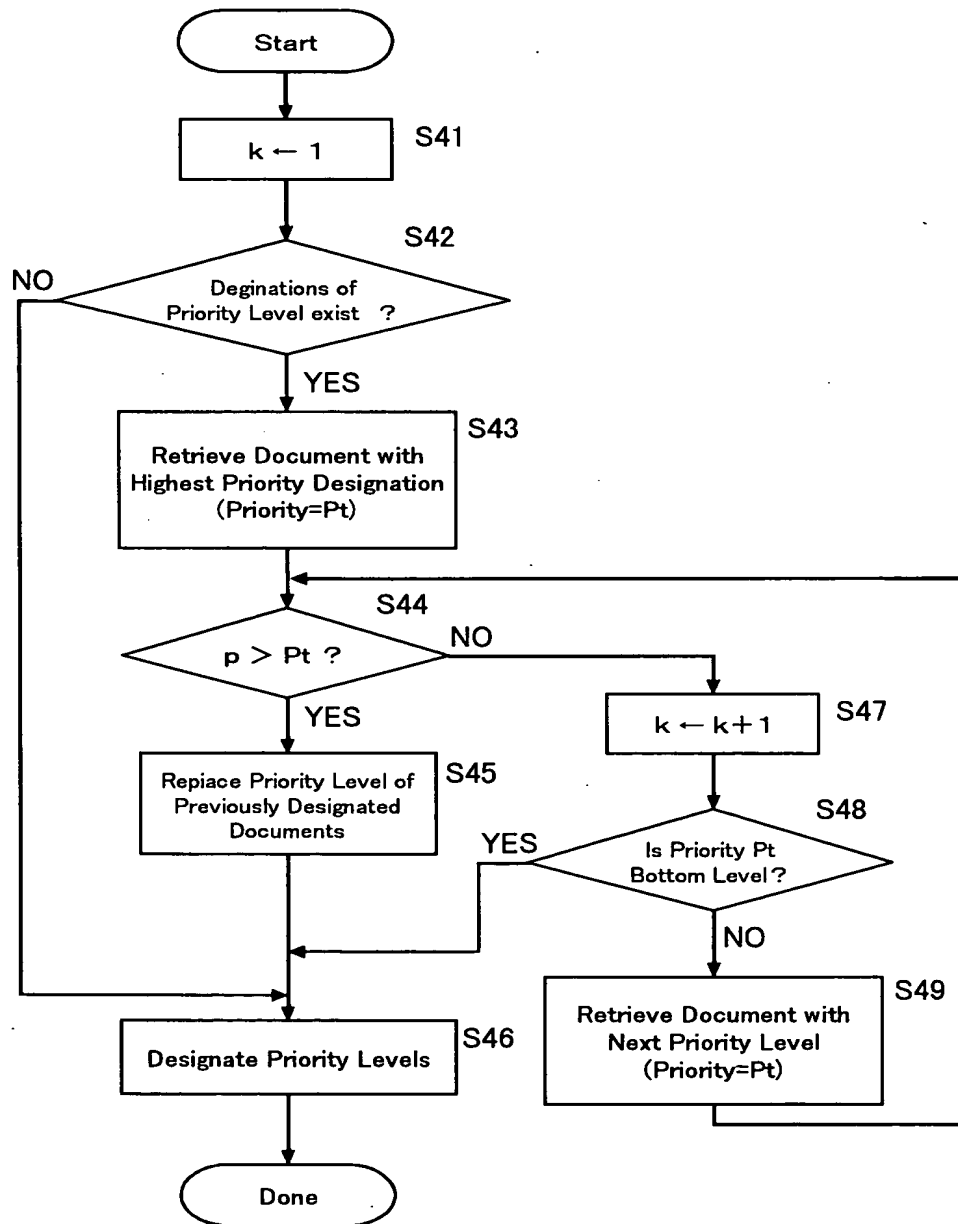 Start
S41
k ← 1
S42
NO
Deginations of
Priority Level exist ?
YES
S43
Retrieve Document with
Highest Priority Designation
(Priority=Pt)
S44
NO
p > Pt ?
S47
YES
k ← k+1
S45
Repiace Priority Level of
Previously Designated
Documents
S48
YES
Is Priority Pt
Bottom Level?
NO
S49
Retrieve Document with
Next Priority Level
(Priority=Pt)
S46
Designate Priority Levels
Done